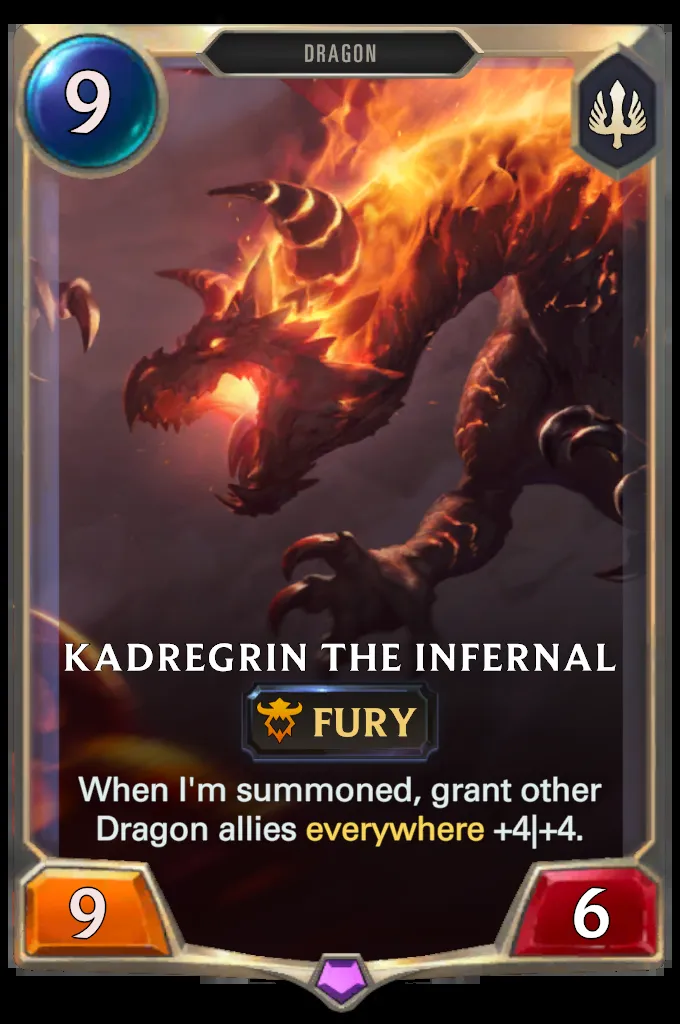 DRAGON
9
KADREGRIN THE INFERNAL
FURY
When I'm summoned, grant other
Dragon allies everywhere +4|+4.
9
6